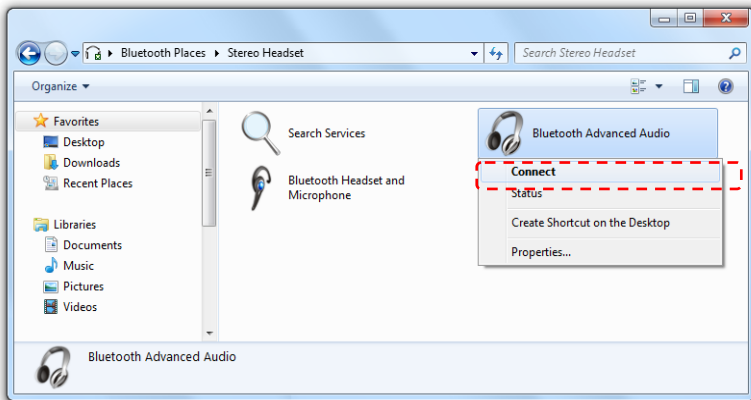 Bluetooth Places
Stereo Headset
Search Stereo Headset
Organize
Favorites
Desktop
Downloads
Recent Places
Libraries
Documents
Music
Pictures
Videos
Search Services
Bluetooth Headset and
Microphone
Bluetooth Advanced Audio
Connect
Status
Create Shortcut on the Desktop
Properties...
Bluetooth Advanced Audio